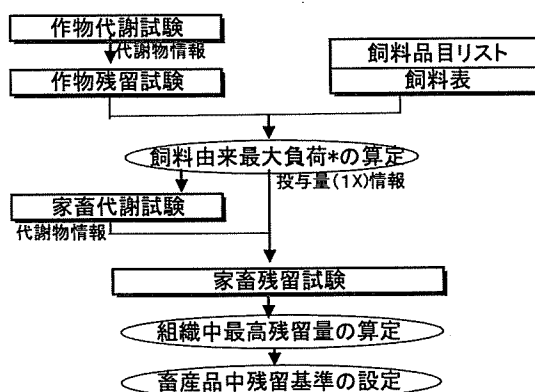 作物代謝試験
代謝物情報
作物残留試験
飼料品目リスト
飼料表
飼料由来最大負荷*の算定
投与量(1X)情報
家畜代謝試験
代謝物情報
家畜残留試験
組織中最高残留量の算定
畜産品中残留基準の設定